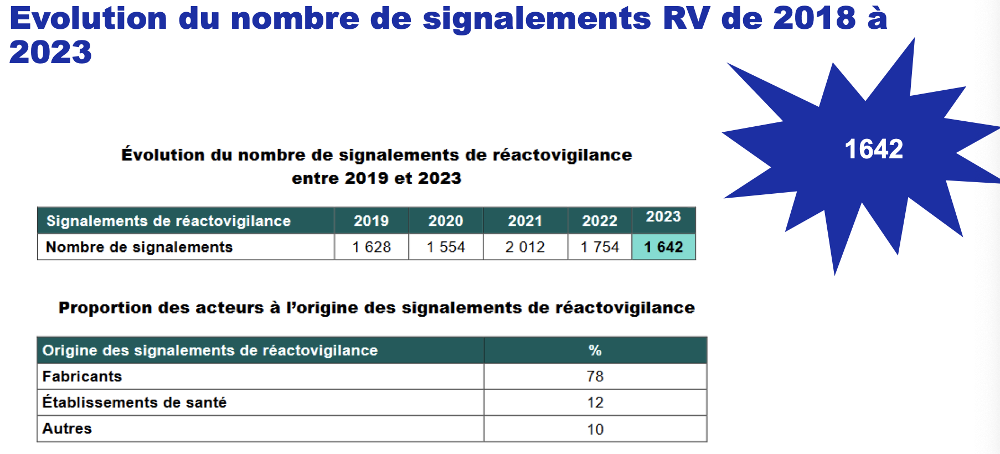 Evolution du nombre de signalements RV de 2018 à
2023
1642
Évolution du nombre de signalements de réactovigilance
entre 2019 et 2023
Signalements de réactovigilance 2019 2020 2021 2022 2023
Nombre de signalements 1 628 1 554 2 012 1 754 1 642
Proportion des acteurs à l’origine des signalements de réactovigilance
Origine des signalements de réactovigilance %
Fabricants 78
Établissements de santé 12
Autres 10